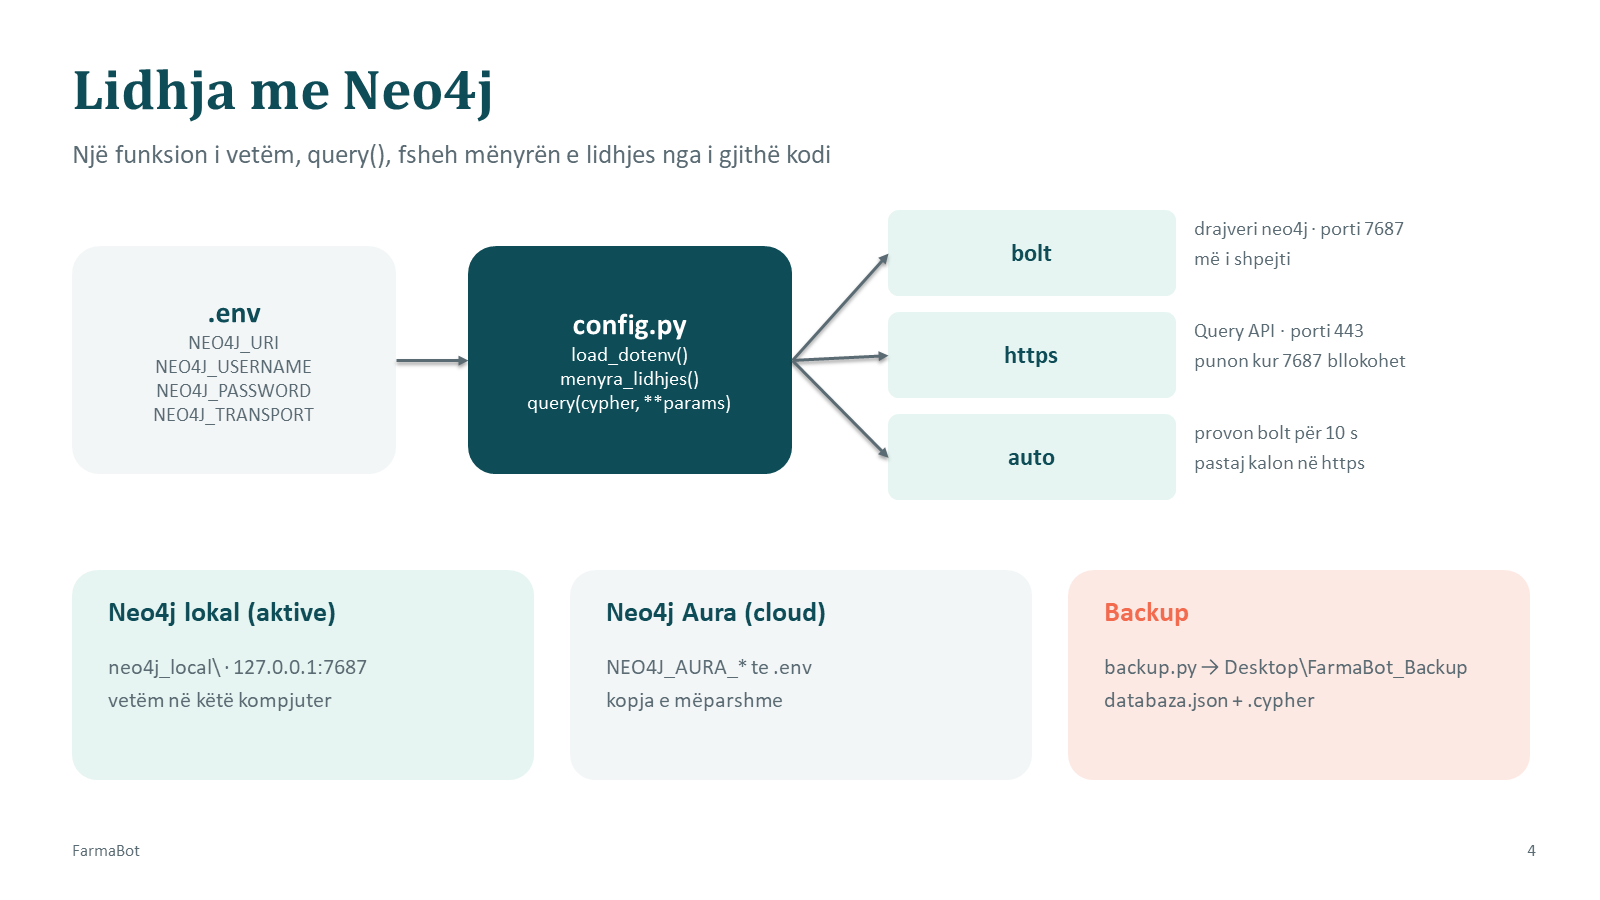 Lidhja me Neo4j
Një funksion i vetëm, query(), fsheh mënyrën e lidhjes nga i gjithë kodi
.env
NEO4J_URI
NEO4J_USERNAME
NEO4J_PASSWORD
NEO4J_TRANSPORT
config.py
load_dotenv()
menyra_lidhjes()
query(cypher, **params)
bolt
drajveri neo4j · porti 7687
më i shpejti
https
Query API · porti 443
punon kur 7687 bllokohet
auto
provon bolt për 10 s
pastaj kalon në https
Neo4j lokal (aktive)
neo4j_local\ · 127.0.0.1:7687
vetëm në këtë kompjuter
Neo4j Aura (cloud)
NEO4J_AURA_* te .env
kopja e mëparshme
Backup
backup.py → Desktop\FarmaBot_Backup
databaza.json + .cypher
FarmaBot
4